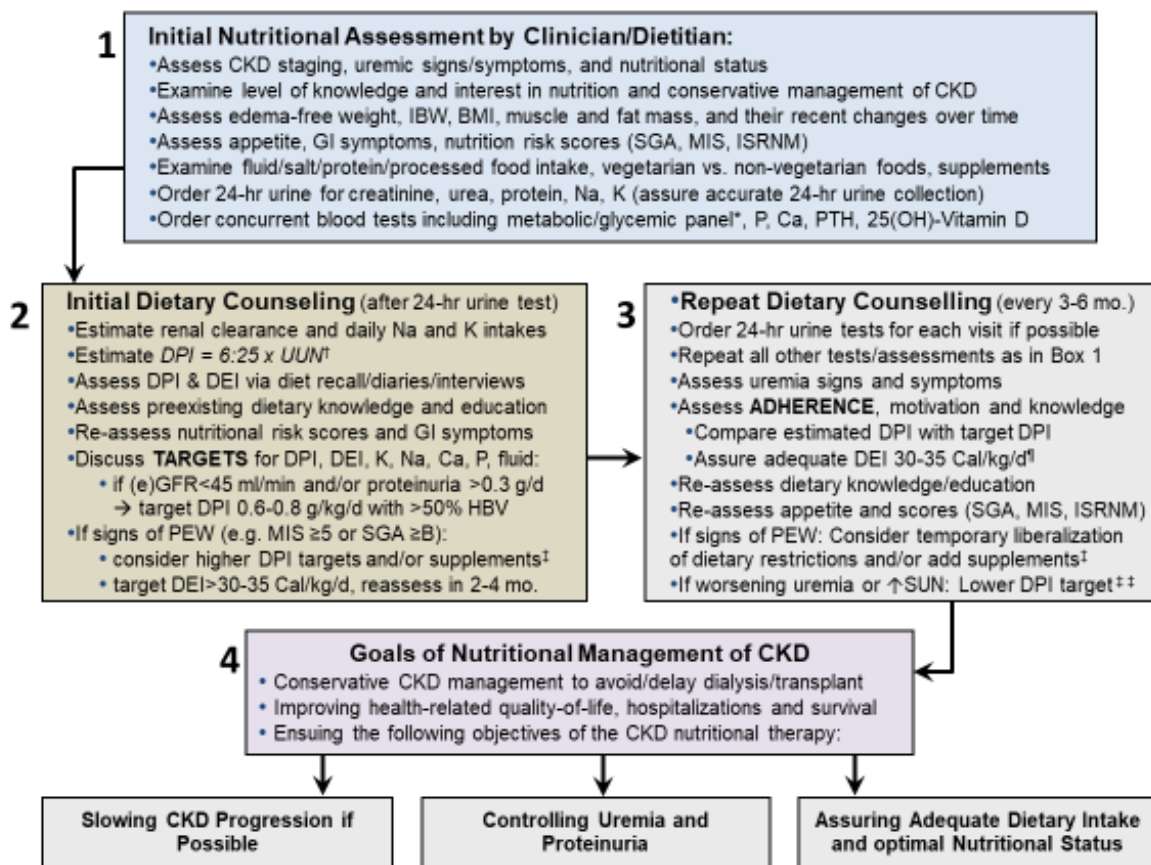 1
Initial Nutritional Assessment by Clinician/Dietitian:
•Assess CKD staging, uremic signs/symptoms, and nutritional status
•Examine level of knowledge and interest in nutrition and conservative management of CKD
•Assess edema-free weight, IBW, BMI, muscle and fat mass, and their recent changes over time
•Assess appetite, GI symptoms, nutrition risk scores (SGA, MIS, ISRNM)
•Examine fluid/salt/protein/processed food intake, vegetarian vs. non-vegetarian foods, supplements
•Order 24-hr urine for creatinine, urea, protein, Na, K (assure accurate 24-hr urine collection)
•Order concurrent blood tests including metabolic/glycemic panel*, P, Ca, PTH, 25(OH)-Vitamin D
2
Initial Dietary Counseling (after 24-hr urine test)
•Estimate renal clearance and daily Na and K intakes
•Estimate DPI = 6:25 x UUN†
•Assess DPI & DEI via diet recall/diaries/interviews
•Assess preexisting dietary knowledge and education
•Re-assess nutritional risk scores and GI symptoms
•Discuss TARGETS for DPI, DEI, K, Na, Ca, P, fluid:
• if (e)GFR<45 ml/min and/or proteinuria >0.3 g/d
→ target DPI 0.6-0.8 g/kg/d with >50% HBV
•If signs of PEW (e.g. MIS ≥5 or SGA ≥B):
• consider higher DPI targets and/or supplements‡
• target DEI>30-35 Cal/kg/d, reassess in 2-4 mo.
3
•Repeat Dietary Counselling (every 3-6 mo.)
•Order 24-hr urine tests for each visit if possible
•Repeat all other tests/assessments as in Box 1
•Assess uremia signs and symptoms
•Assess ADHERENCE, motivation and knowledge
•Compare estimated DPI with target DPI
•Assure adequate DEI 30-35 Cal/kg/d¶
•Re-assess dietary knowledge/education
•Re-assess appetite and scores (SGA, MIS, ISRNM)
•If signs of PEW: Consider temporary liberalization
of dietary restrictions and/or add supplements‡
•If worsening uremia or ↑SUN: Lower DPI target‡‡
4
Goals of Nutritional Management of CKD
• Conservative CKD management to avoid/delay dialysis/transplant
• Improving health-related quality-of-life, hospitalizations and survival
• Ensuing the following objectives of the CKD nutritional therapy:
Slowing CKD Progression if
Possible
Controlling Uremia and
Proteinuria
Assuring Adequate Dietary Intake
and optimal Nutritional Status